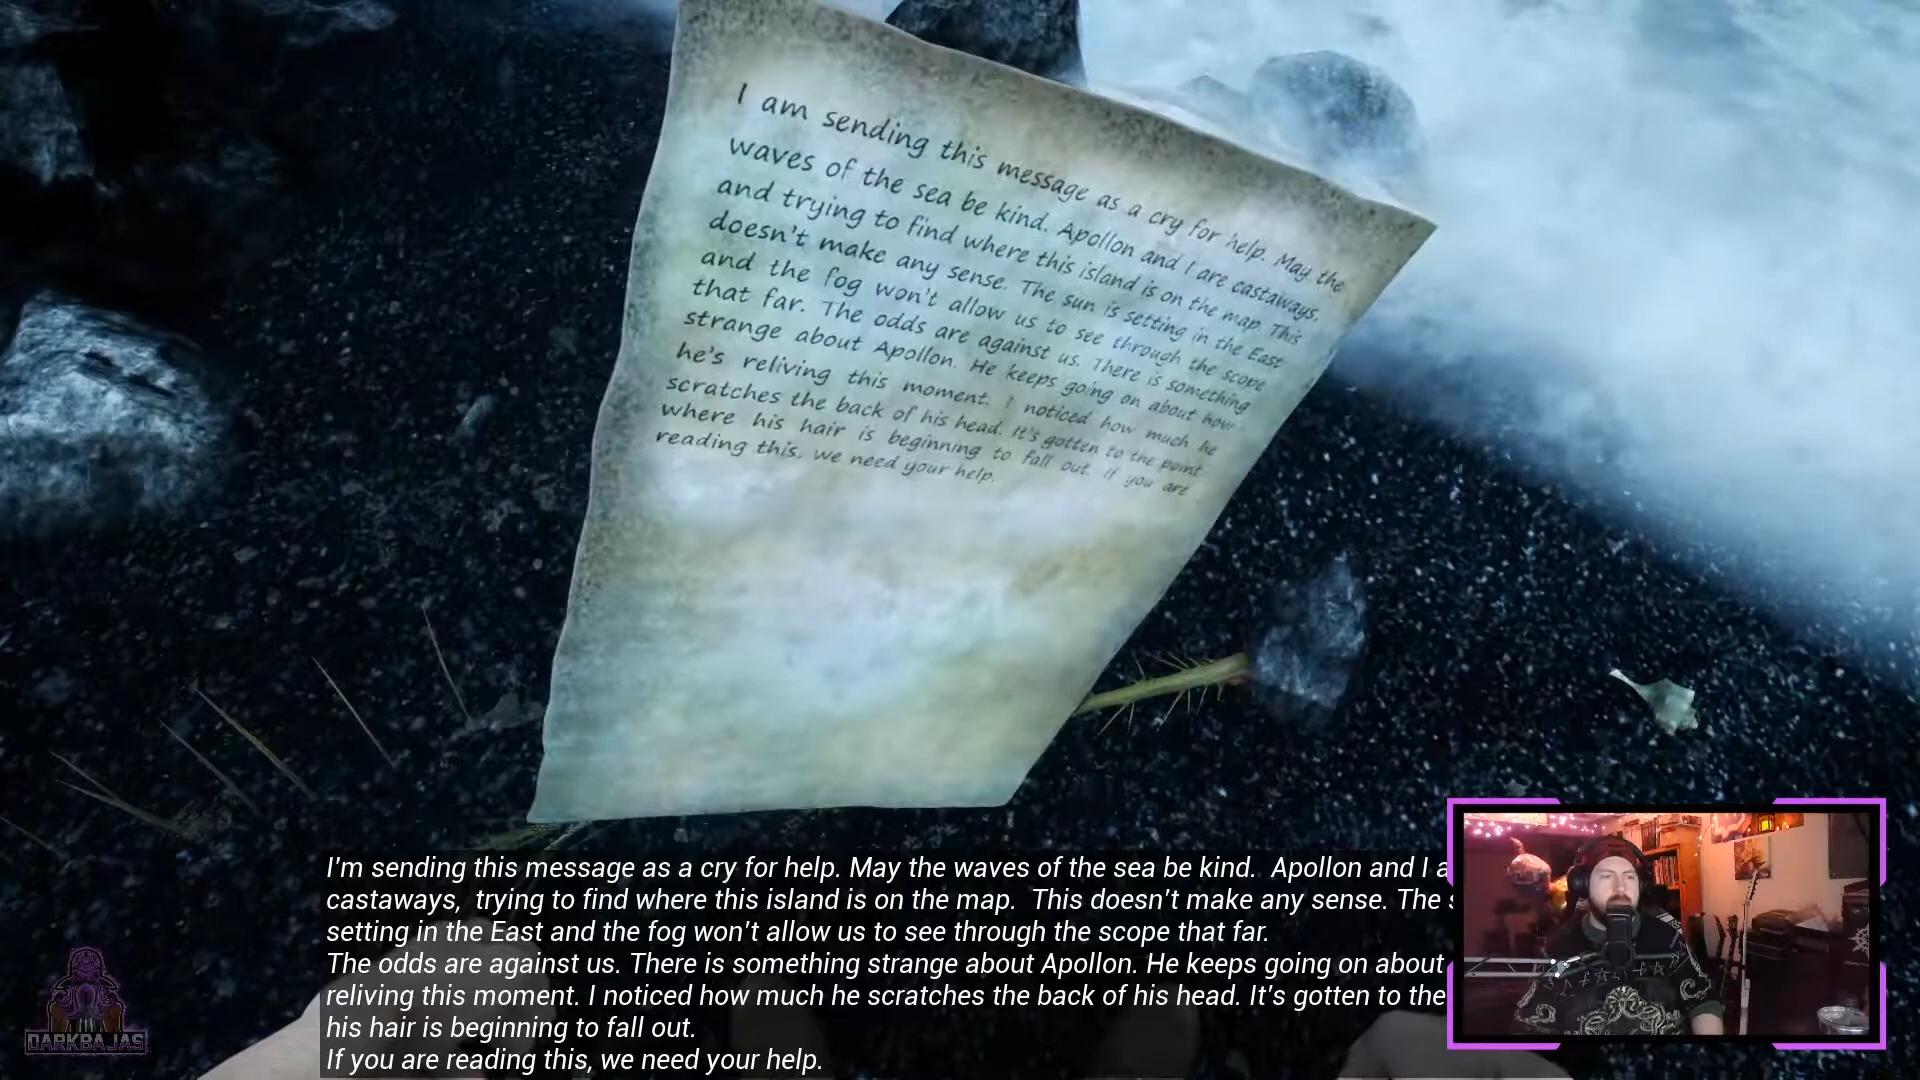 I am sending this message as a cry for help. May the
waves of the sea be kind. Apollon and I are castaways,
and trying to find where this island is on the map. This
doesn't make any sense. The sun is setting in the East
and the fog won't allow us to see through the scope
that far. The odds are against us. There is something
strange about Apollon. He keeps going on about how
he's reliving this moment. I noticed how much he
scratches the back of his head. It's gotten to the point
where his hair is beginning to fall out. If you are
reading this, we need your help.
I'm sending this message as a cry for help. May the waves of the sea be kind. Apollon and I
castaways, trying to find where this island is on the map. This doesn't make any sense. The
setting in the East and the fog won't allow us to see through the scope that far.
The odds are against us. There is something strange about Apollon. He keeps going on about
reliving this moment. I noticed how much he scratches the back of his head. It's gotten to the
his hair is beginning to fall out.
If you are reading this, we need your help.
DARKBAJAS